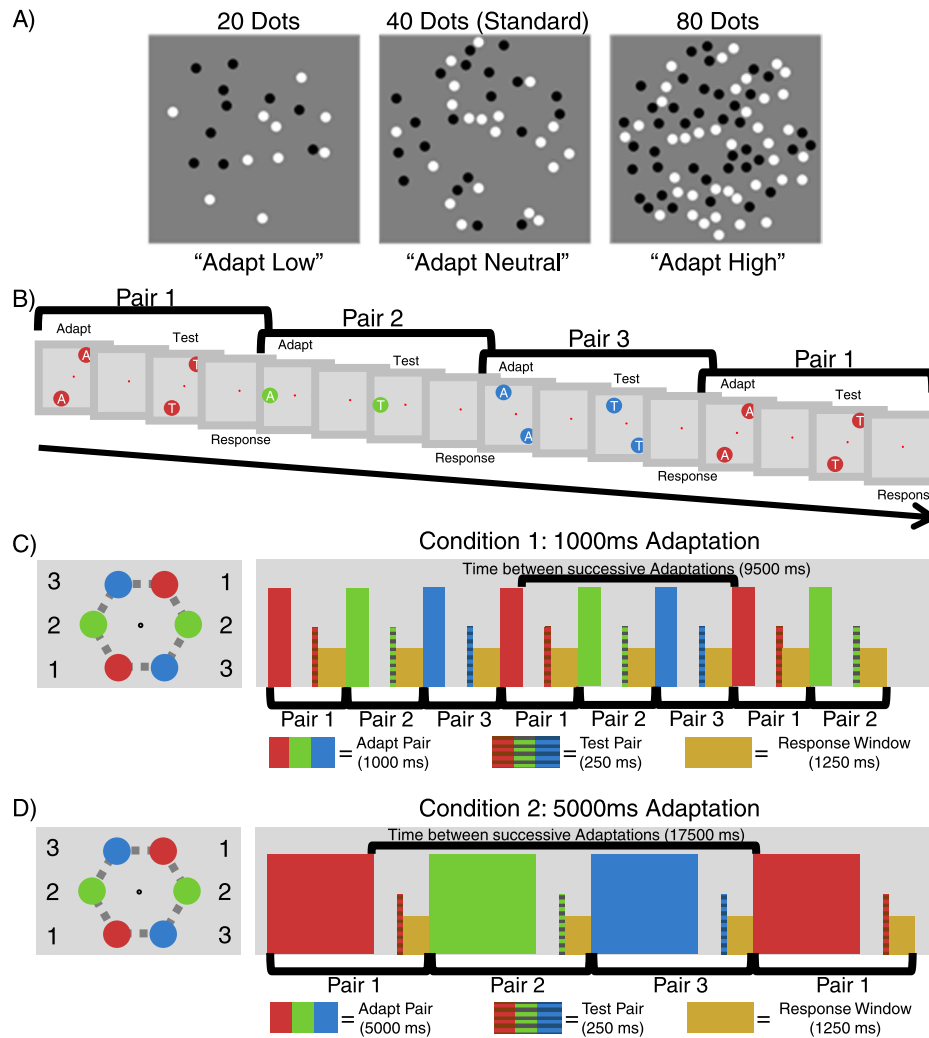 A)
20 Dots
40 Dots (Standard)
80 Dots
“Adapt Low”
“Adapt Neutral”
“Adapt High”
B)
Pair 1
Pair 2
Pair 3
Pair 1
Adapt
Test
Adapt
Test
Adapt
Test
Adapt
Test
A
A
T
T
A
T
A
A
T
T
A
A
T
T
Response
Response
Response
Respons
C)
Condition 1: 1000ms Adaptation
Time between successive Adaptations (9500 ms)
3 1
2 2
1 3
Pair 1 Pair 2 Pair 3 Pair 1 Pair 2 Pair 3 Pair 1 Pair 2
= Adapt Pair
(1000 ms)
= Test Pair
(250 ms)
= Response Window
(1250 ms)
D)
Condition 2: 5000ms Adaptation
Time between successive Adaptations (17500 ms)
3 1
2 2
1 3
Pair 1 Pair 2 Pair 3 Pair 1
= Adapt Pair
(5000 ms)
= Test Pair
(250 ms)
= Response Window
(1250 ms)